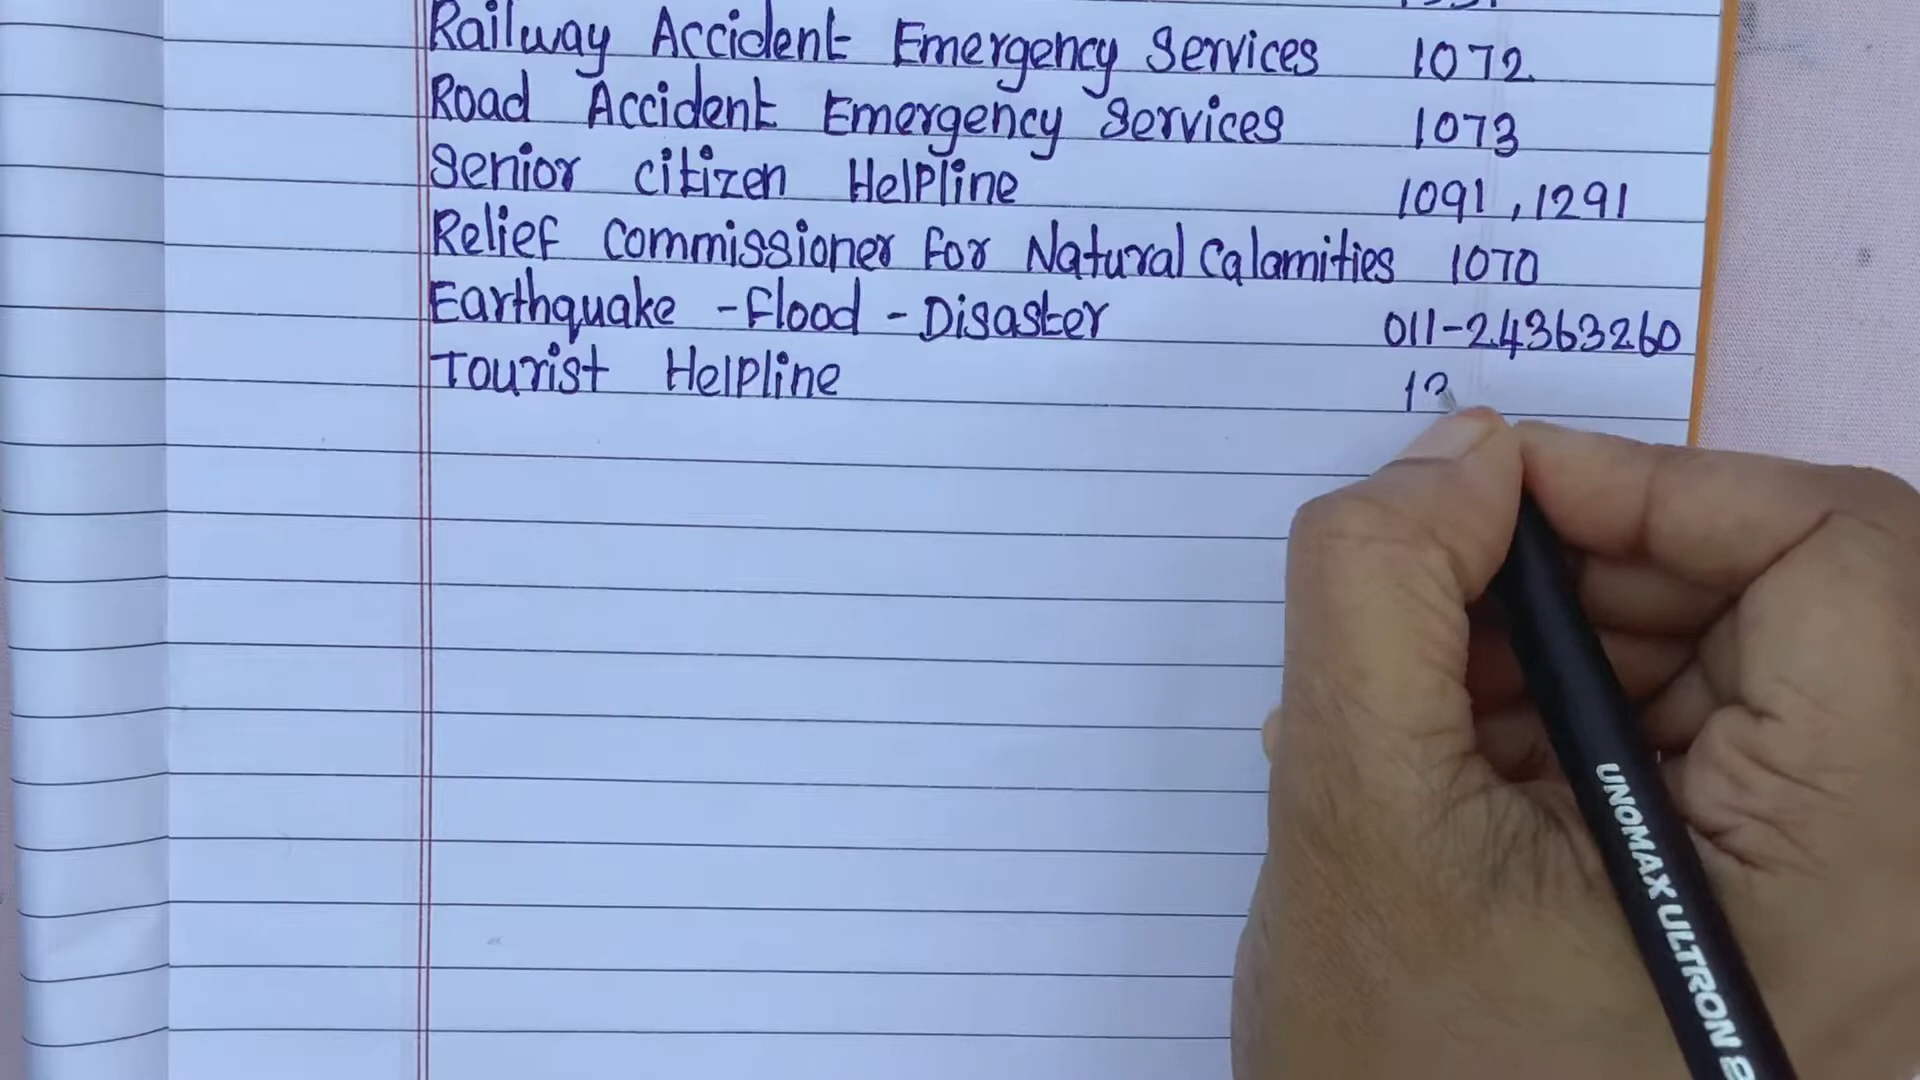 Railway Accident Emergency Services 1072
Road Accident Emergency Services 1073
Senior citizen Helpline 1091, 1291
Relief Commissioner for Natural Calamities 1070
Earthquake - Flood - Disaster 011-24363260
Tourist Helpline
UNOMAX ULTRON